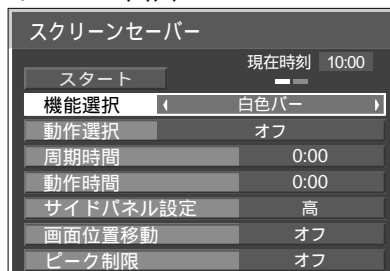 スクリーンセーバー
現在時刻 10:00
スタート
機能選択 白色バー
動作選択 オフ
周期時間 0:00
動作時間 0:00
サイドパネル設定 高
画面位置移動 オフ
ピーク制限 オフ